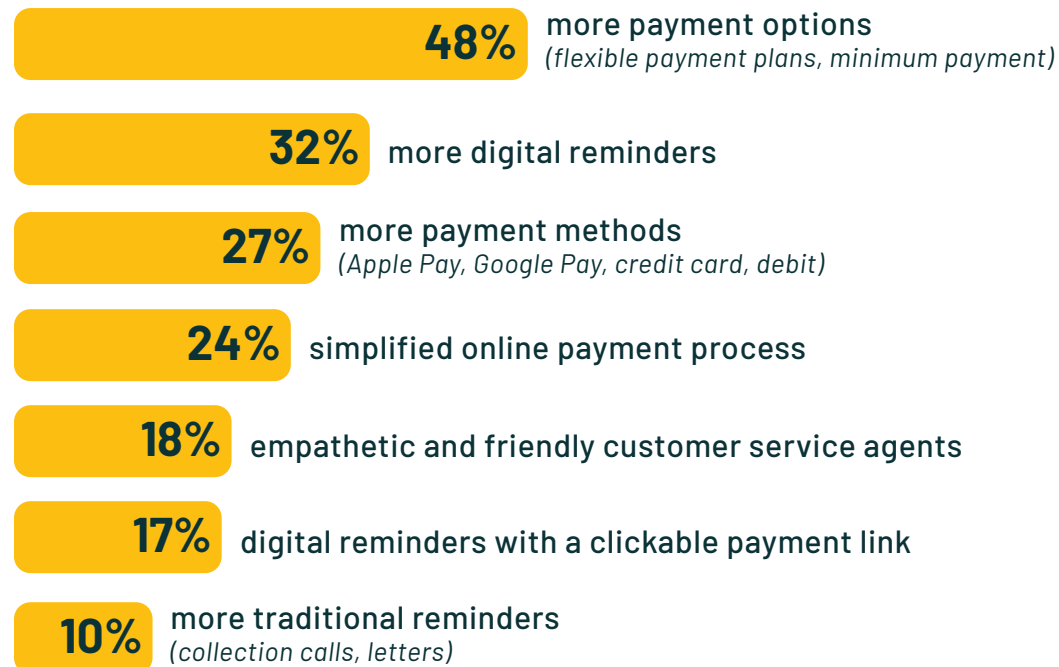 48%
more payment options
(flexible payment plans, minimum payment)
32%
more digital reminders
27%
more payment methods
(Apple Pay, Google Pay, credit card, debit)
24%
simplified online payment process
18%
empathetic and friendly customer service agents
17%
digital reminders with a clickable payment link
10%
more traditional reminders
(collection calls, letters)